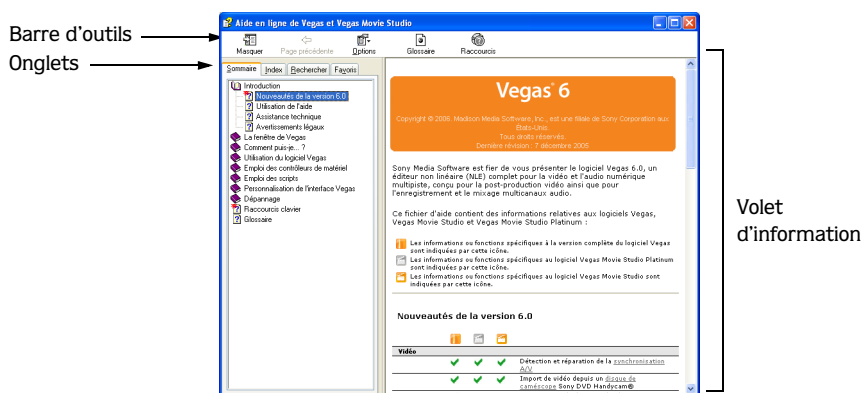 Barre d'outils
Onglets
Volet
d'information
Aide en ligne de Vegas et Vegas Movie Studio
Masquer Page précédente Options Glossaire Raccourcis
Sommaire Index Rechercher Favoris
Introduction
Nouveautés de la version 6.0
Utilisation de l'aide
Assistance technique
Avertissements légaux
La fenêtre de Vegas
Comment puis-je... ?
Utilisation du logiciel Vegas
Emploi des contrôleurs de matériel
Emploi des scripts
Personnalisation de l'interface Vegas
Dépannage
Raccourcis clavier
Glossaire
Vegas® 6
Copyright © 2006. Madison Media Software, Inc., est une filiale de Sony Corporation aux
États-Unis.
Tous droits réservés.
Dernière révision : 7 décembre 2005
Sony Media Software est fier de vous présenter le logiciel Vegas 6.0, un
éditeur non linéaire (NLE) complet pour la vidéo et l'audio numérique
multipiste, conçu pour la post-production vidéo ainsi que pour
l'enregistrement et le mixage multicanaux audio.
Ce fichier d'aide contient des informations relatives aux logiciels Vegas,
Vegas Movie Studio et Vegas Movie Studio Platinum :
Les informations ou fonctions spécifiques à la version complète du logiciel Vegas
sont indiquées par cette icône.
Les informations ou fonctions spécifiques au logiciel Vegas Movie Studio Platinum
sont indiquées par cette icône.
Les informations ou fonctions spécifiques au logiciel Vegas Movie Studio sont
indiquées par cette icône.
Nouveautés de la version 6.0
Vidéo
Détection et réparation de la synchronisation
A/V.
Import de vidéo depuis un disque de
caméscope Sony DVD Handycam®